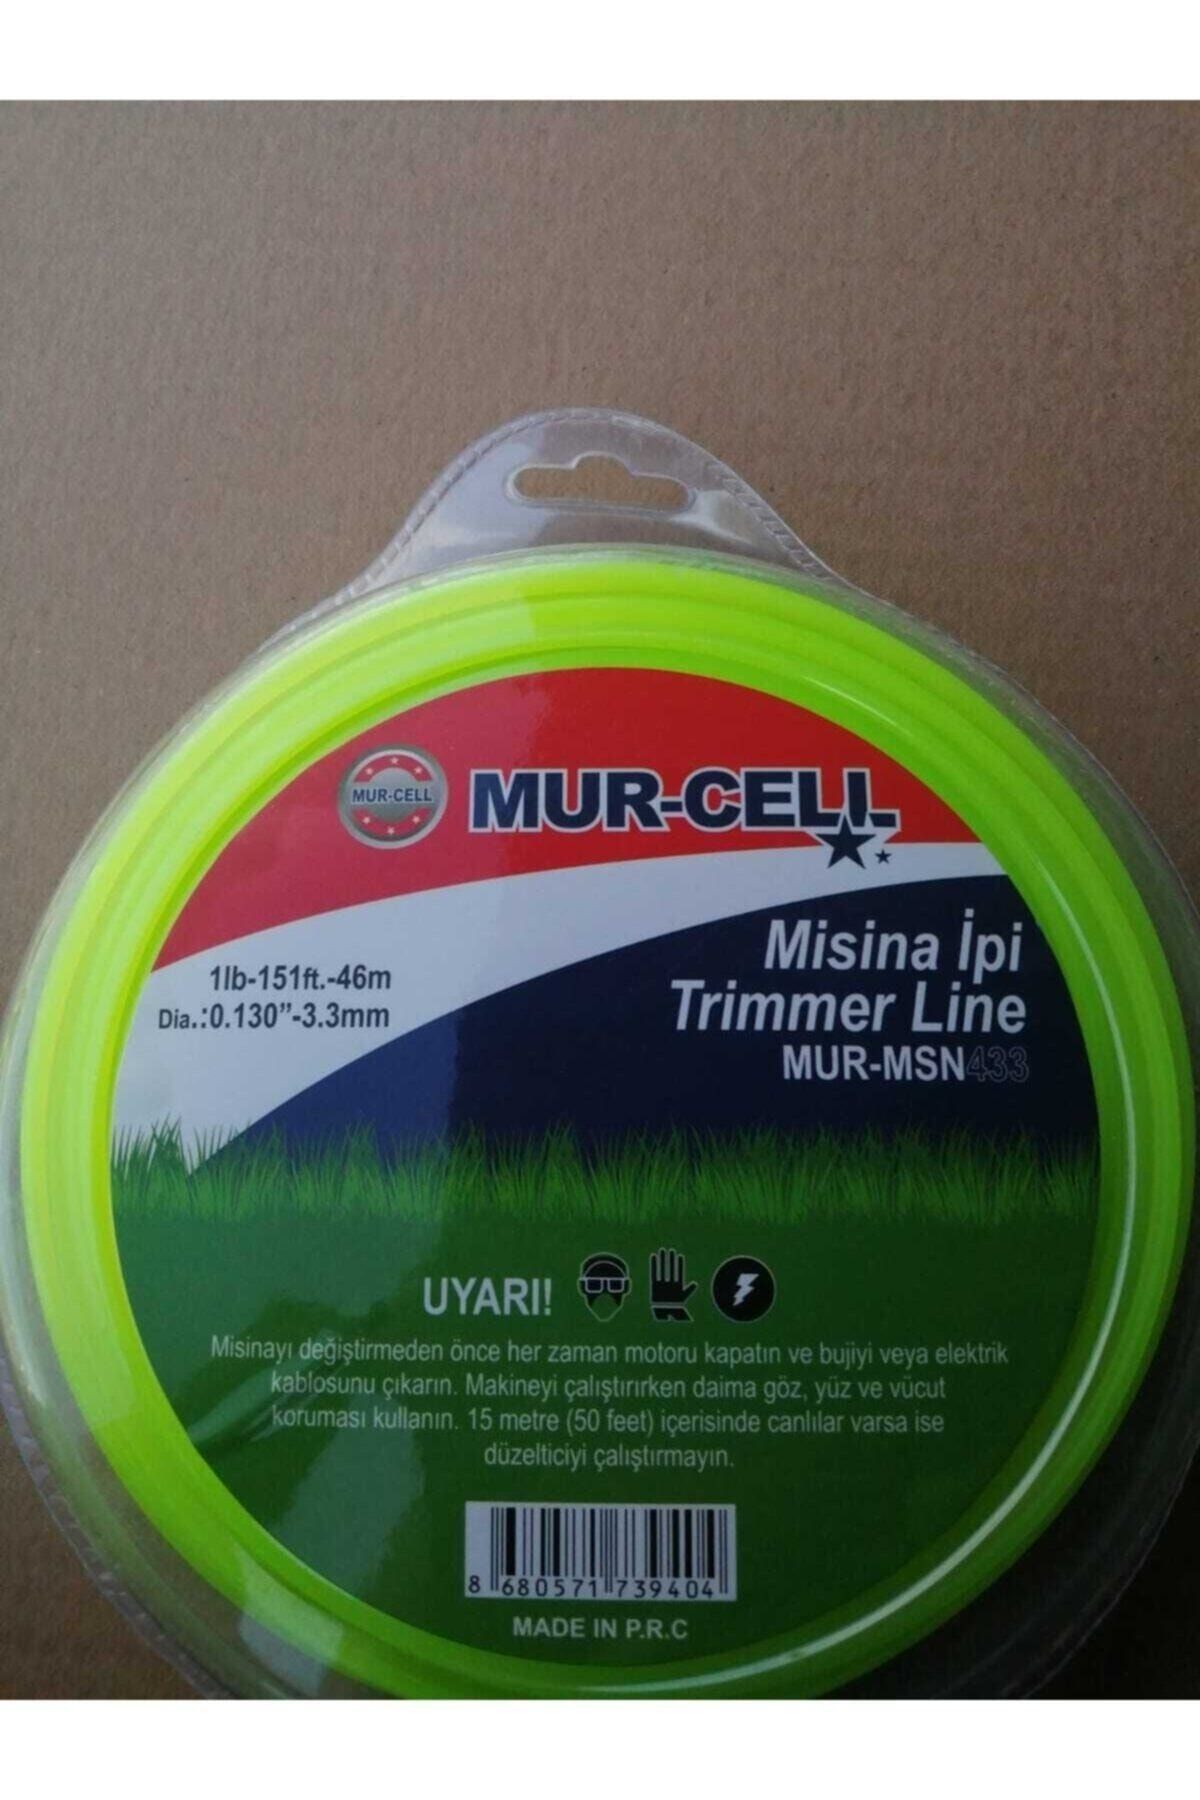 MUR-CELL
MUR-CELL
Misina İpi
Trimmer Line
MUR-MSN433
1lb-151ft.-46m
Dia.:0.130”-3.3mm
UYARI!
Misinayı değiştirmeden önce her zaman motoru kapatın ve bujiyi veya elektrik
kablosunu çıkarın. Makineyi çalıştırırken daima göz, yüz ve vücut
koruması kullanın. 15 metre (50 feet) içerisinde canlılar varsa ise
düzelticiyi çalıştırmayın.
8 680571 739404
MADE IN P.R.C